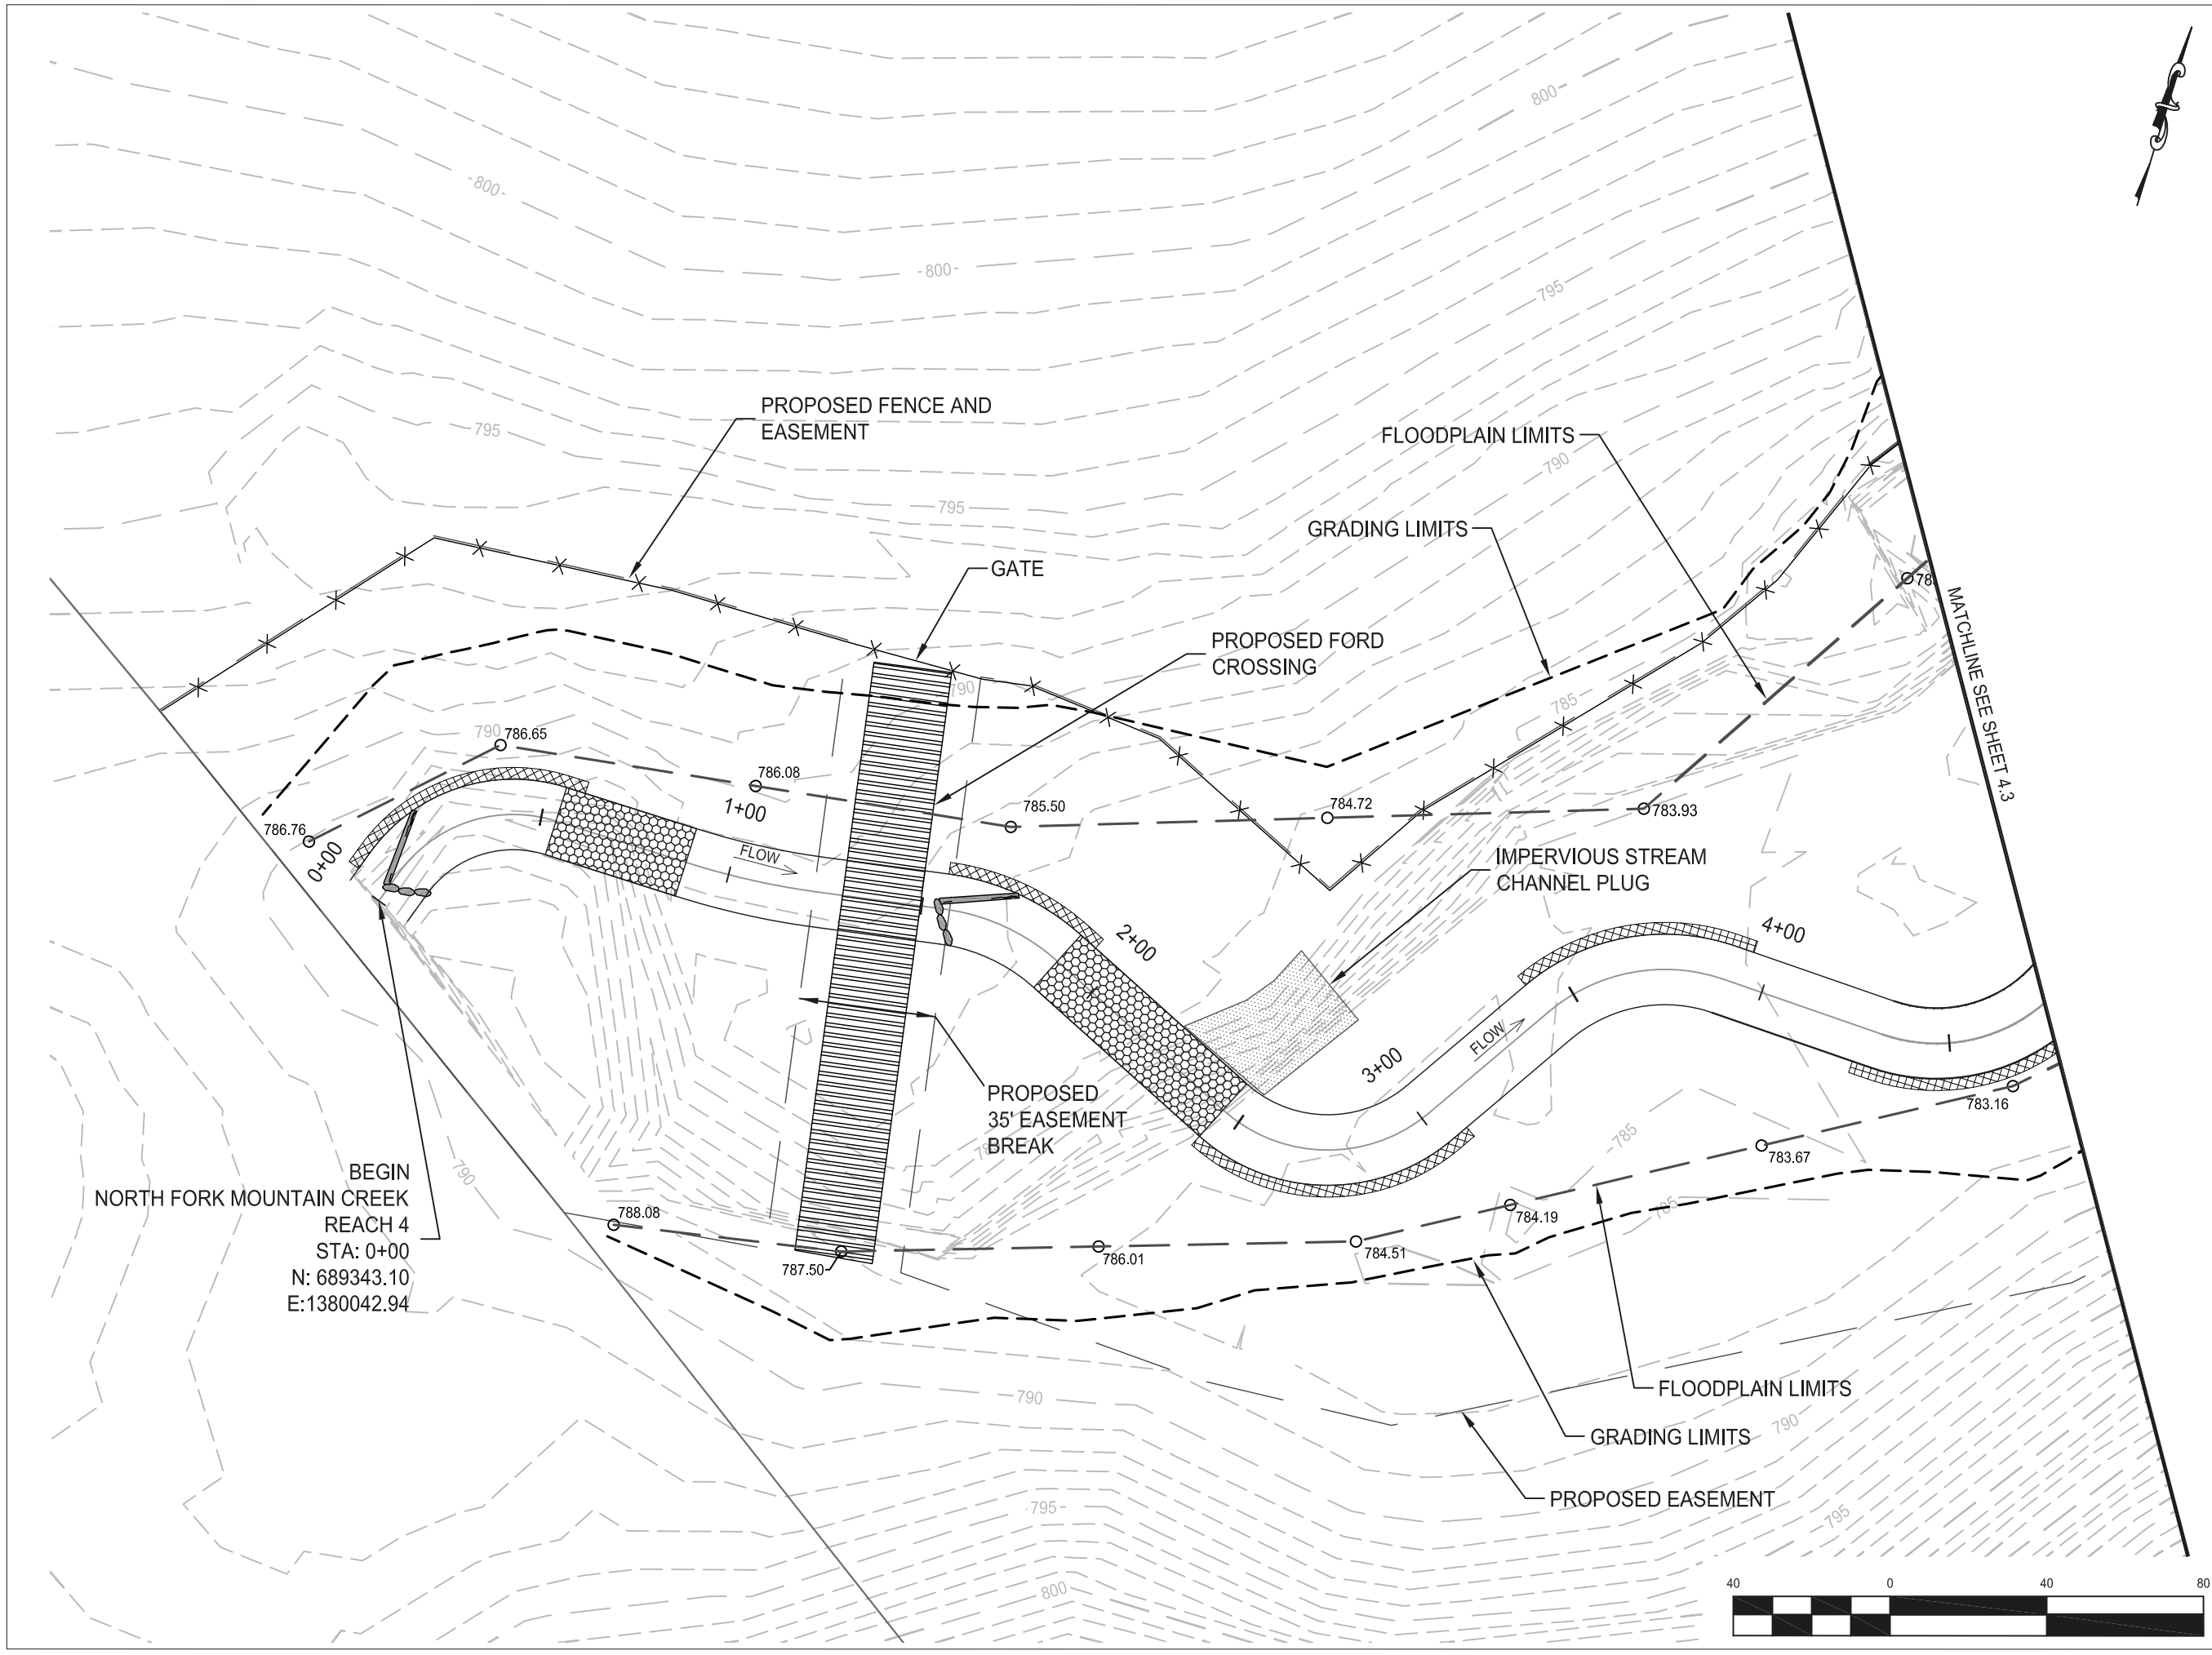 800
800
800
795
PROPOSED FENCE AND
EASEMENT
795
795
FLOODPLAIN LIMITS
790
GRADING LIMITS
GATE
PROPOSED FORD
CROSSING
790
785
MATCHLINE SEE SHEET 4.3
790
786.65
786.08
1+00
785.50
784.72
783.93
786.76
0+00
FLOW
IMPERVIOUS STREAM
CHANNEL PLUG
2+00
4+00
3+00
FLOW
PROPOSED
35' EASEMENT
BREAK
783.16
785
783.67
790
BEGIN
NORTH FORK MOUNTAIN CREEK
REACH 4
STA: 0+00
N: 689343.10
E:1380042.94
788.08
787.50
786.01
784.51
784.19
785
790
FLOODPLAIN LIMITS
790
GRADING LIMITS
PROPOSED EASEMENT
795
795
800
40 0 40 80